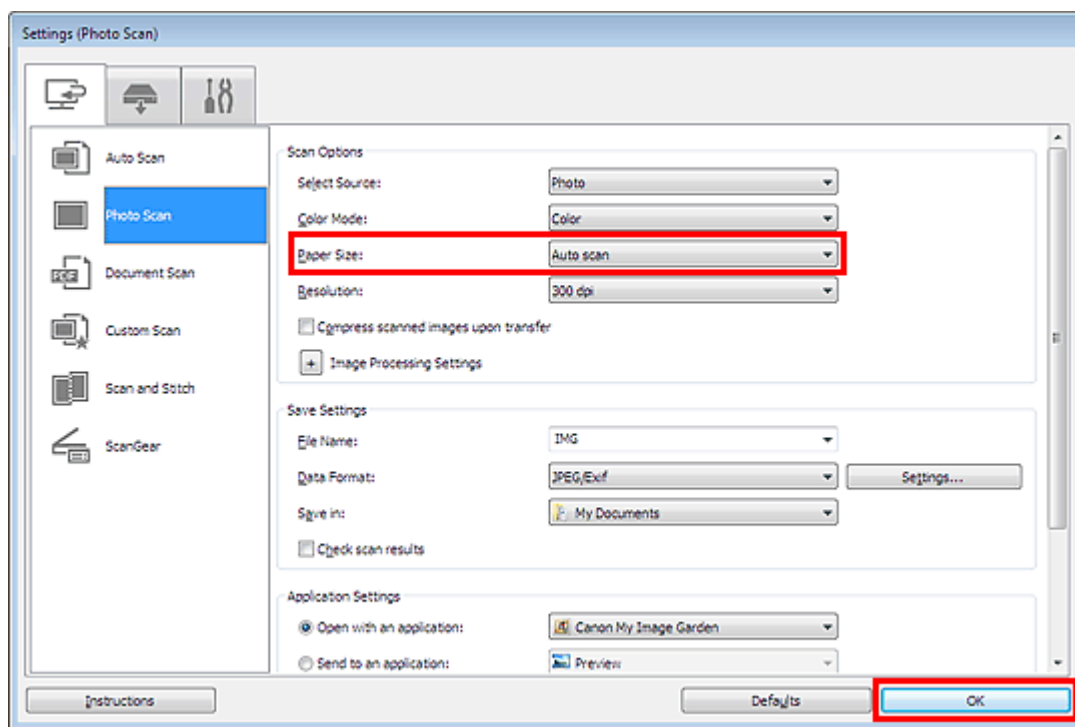 Settings (Photo Scan)
Auto Scan
Photo Scan
PDF
Document Scan
Custom Scan
Scan and Stitch
ScanGear
Scan Options
Select Source: Photo
Color Mode: Color
Paper Size: Auto scan
Resolution: 300 dpi
Compress scanned images upon transfer
+ Image Processing Settings
Save Settings
File Name: IMG
Data Format: JPEG/Exif Settings...
Save in: My Documents
Check scan results
Application Settings
Open with an application: Canon My Image Garden
Send to an application: Preview
Instructions Defaults OK